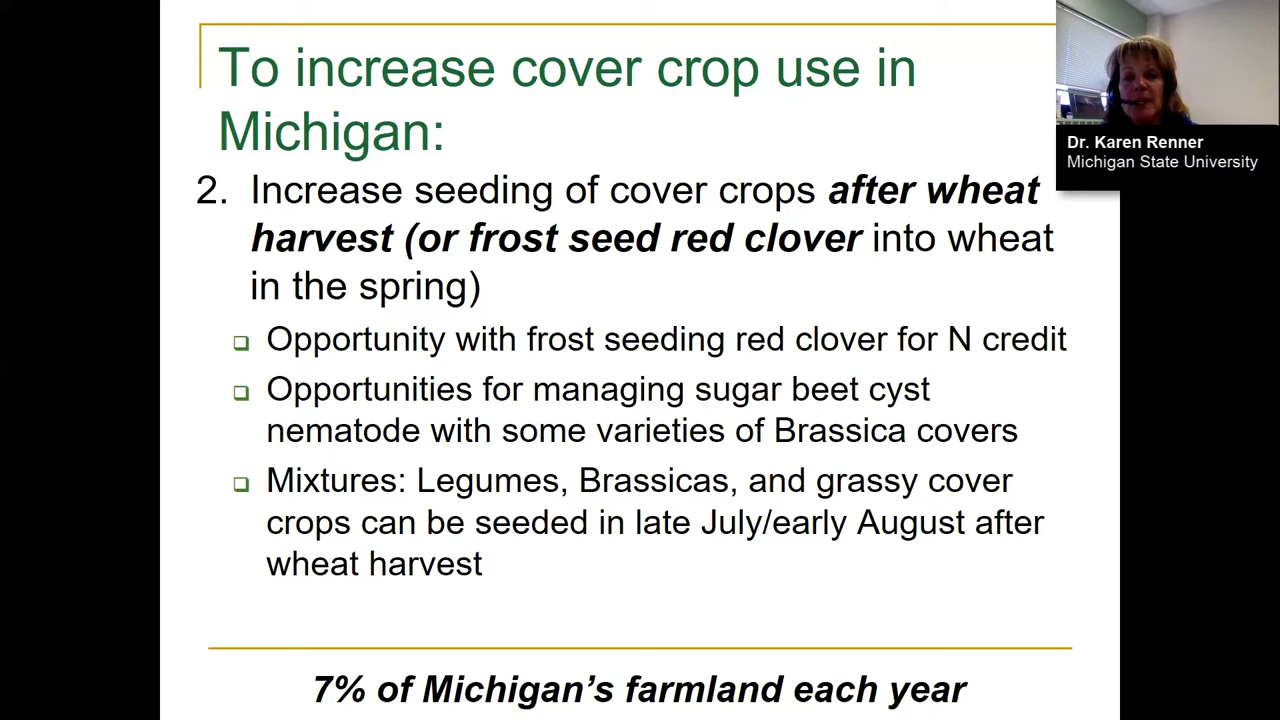 To increase cover crop use in
Michigan:
2. Increase seeding of cover crops after wheat
harvest (or frost seed red clover into wheat
in the spring)
Opportunity with frost seeding red clover for N credit
Opportunities for managing sugar beet cyst
nematode with some varieties of Brassica covers
Mixtures: Legumes, Brassicas, and grassy cover
crops can be seeded in late July/early August after
wheat harvest
7% of Michigan's farmland each year
Dr. Karen Renner
Michigan State University